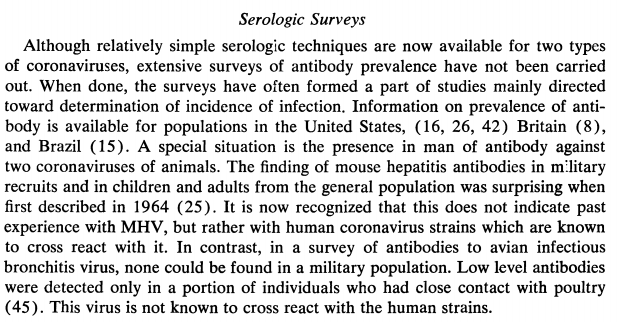 Serologic Surveys
Although relatively simple serologic techniques are now available for two types
of coronaviruses, extensive surveys of antibody prevalence have not been carried
out. When done, the surveys have often formed a part of studies mainly directed
toward determination of incidence of infection. Information on prevalence of anti-
body is available for populations in the United States, (16, 26, 42) Britain (8),
and Brazil (15). A special situation is the presence in man of antibody against
two coronaviruses of animals. The finding of mouse hepatitis antibodies in military
recruits and in children and adults from the general population was surprising when
first described in 1964 (25). It is now recognized that this does not indicate past
experience with MHV, but rather with human coronavirus strains which are known
to cross react with it. In contrast, in a survey of antibodies to avian infectious
bronchitis virus, none could be found in a military population. Low level antibodies
were detected only in a portion of individuals who had close contact with poultry
(45). This virus is not known to cross react with the human strains.